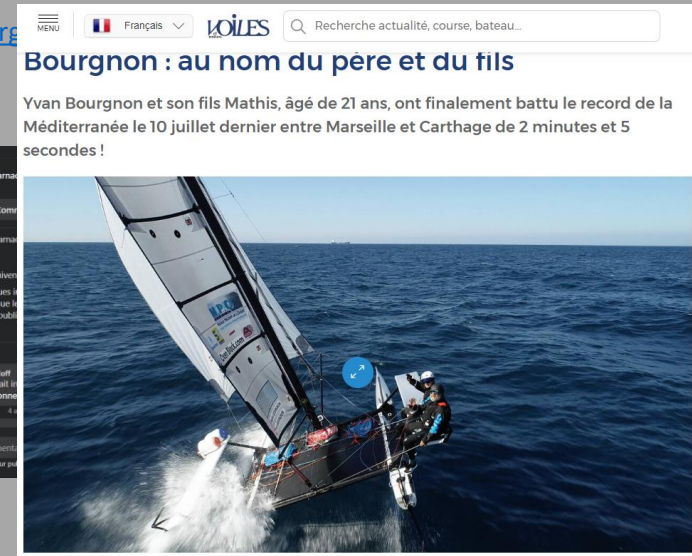 MENU
Français
VOILES
Recherche actualité, course, bateau...
Bourgnon : au nom du père et du fils
Yvan Bourgnon et son fils Mathis, âgé de 21 ans, ont finalement battu le record de la
Méditerranée le 10 juillet dernier entre Marseille et Carthage de 2 minutes et 5
secondes !